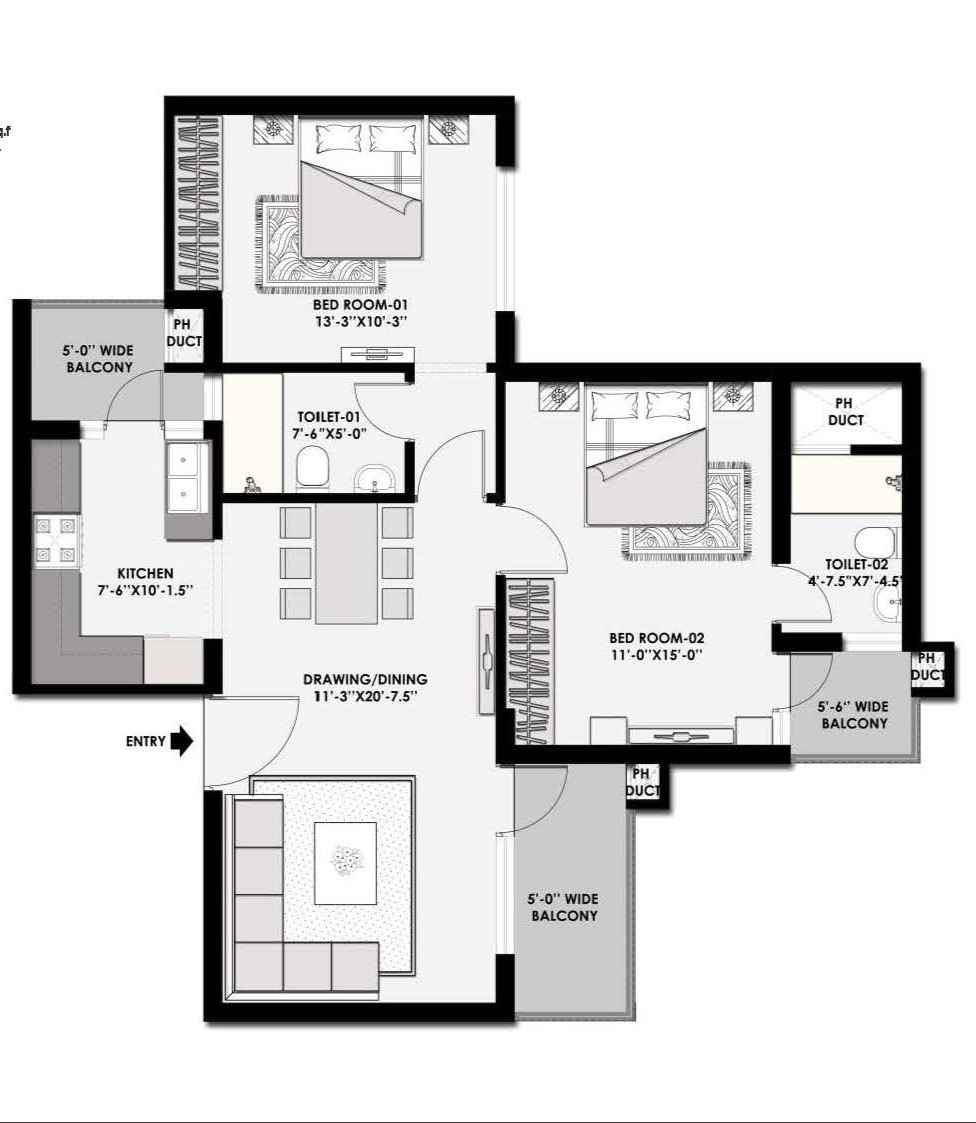 q.f
BED ROOM-01
13'-3''X10'-3''
PH
DUCT
5'-0'' WIDE
BALCONY
TOILET-01
7'-6"X5'-0"
PH
DUCT
KITCHEN
7'-6''X10'-1.5''
TOILET-02
4'-7.5"X7'-4.5'
BED ROOM-02
11'-0''X15'-0''
DRAWING/DINING
11'-3''X20'-7.5''
PH
DUCT
5'-6'' WIDE
BALCONY
ENTRY
PH
DUCT
5'-0'' WIDE
BALCONY